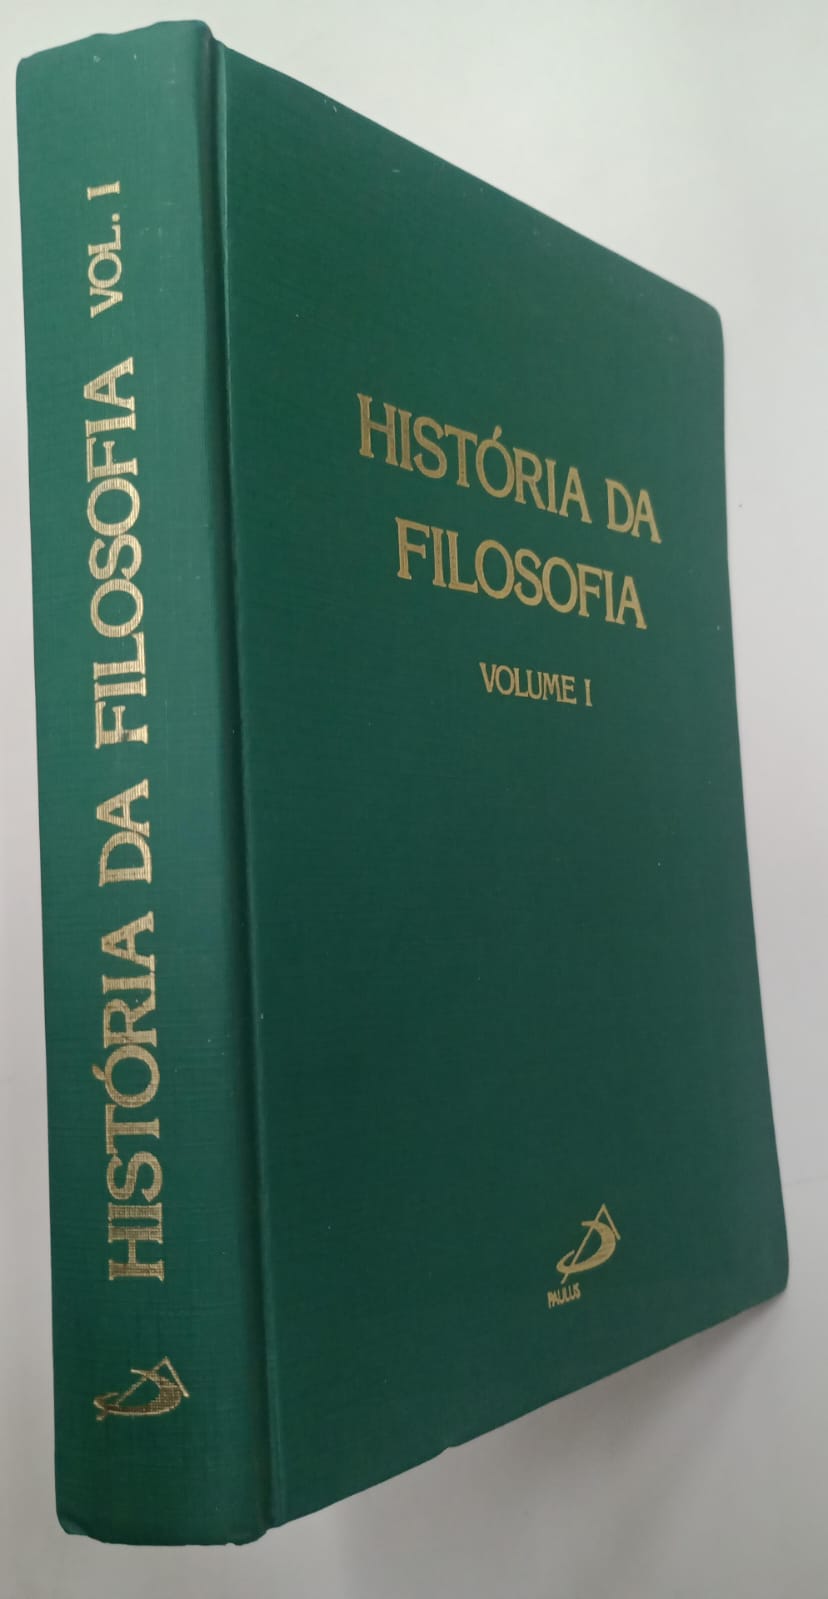 HISTÓRIA DA FILOSOFIA VOL. I
HISTÓRIA DA
FILOSOFIA
VOLUME I
PAULUS